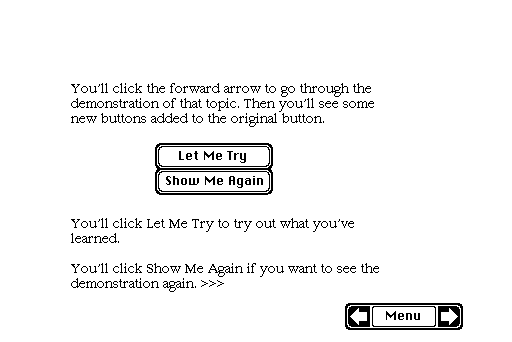 You'll click the forward arrow to go through the
demonstration of that topic. Then you'll see some
new buttons added to the original button.
Let Me Try
Show Me Again
You'll click Let Me Try to try out what you've
learned.
You'll click Show Me Again if you want to see the
demonstration again. >>>
Menu